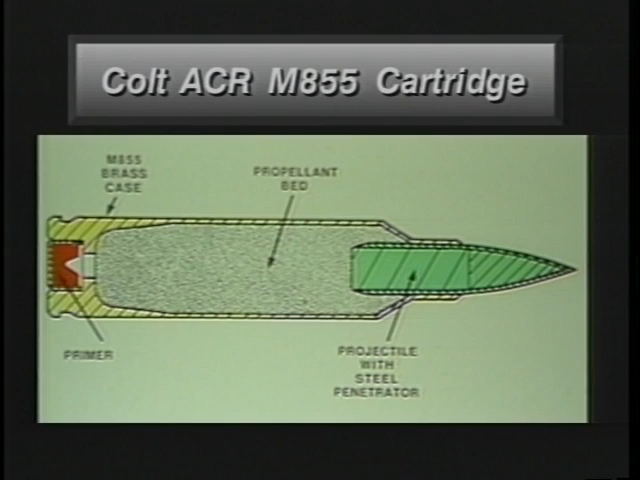 Colt ACR M855 Cartridge
M855
BRASS
CASE
PROPELLANT
BED
PRIMER
PROJECTILE
WITH
STEEL
PENETRATOR